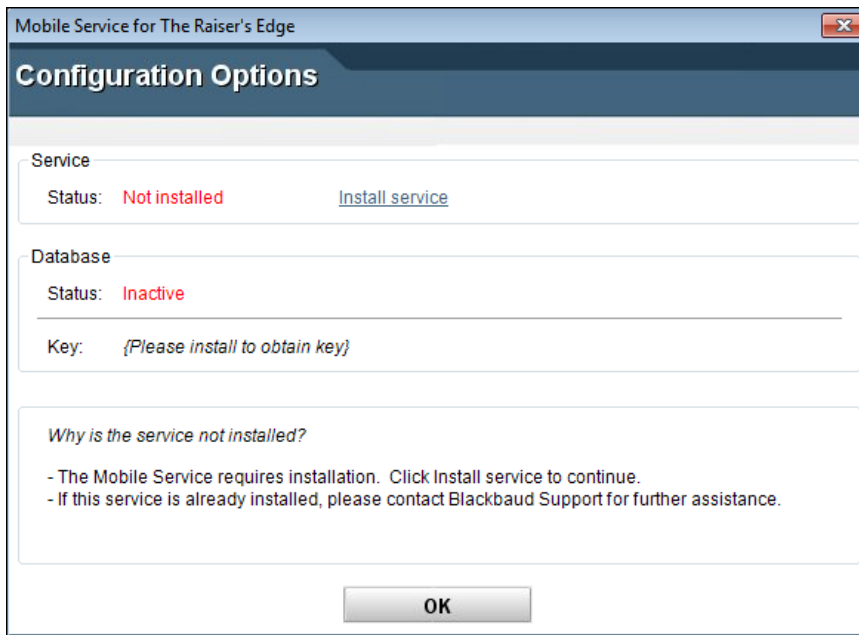 Mobile Service for The Raiser's Edge
Configuration Options
Service
Status: Not installed Install service
Database
Status: Inactive
Key: {Please install to obtain key}
Why is the service not installed?
- The Mobile Service requires installation. Click Install service to continue.
- If this service is already installed, please contact Blackbaud Support for further assistance.
OK